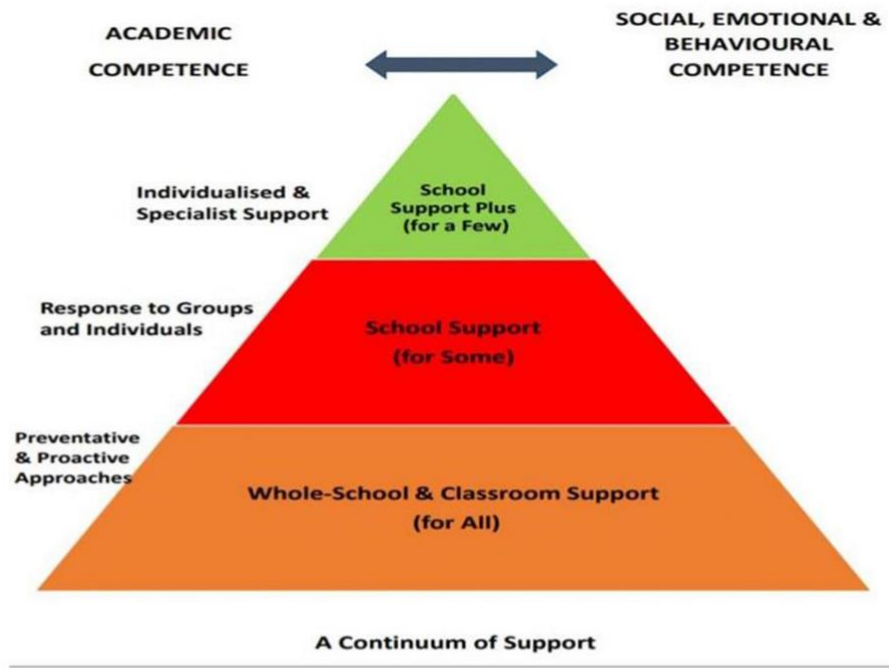 ACADEMIC
COMPETENCE
SOCIAL, EMOTIONAL &
BEHAVIOURAL
COMPETENCE
Individualised &
Specialist Support
School
Support Plus
(for a Few)
Response to Groups
and Individuals
School Support
(for Some)
Preventative
& Proactive
Approaches
Whole-School & Classroom Support
(for All)
A Continuum of Support